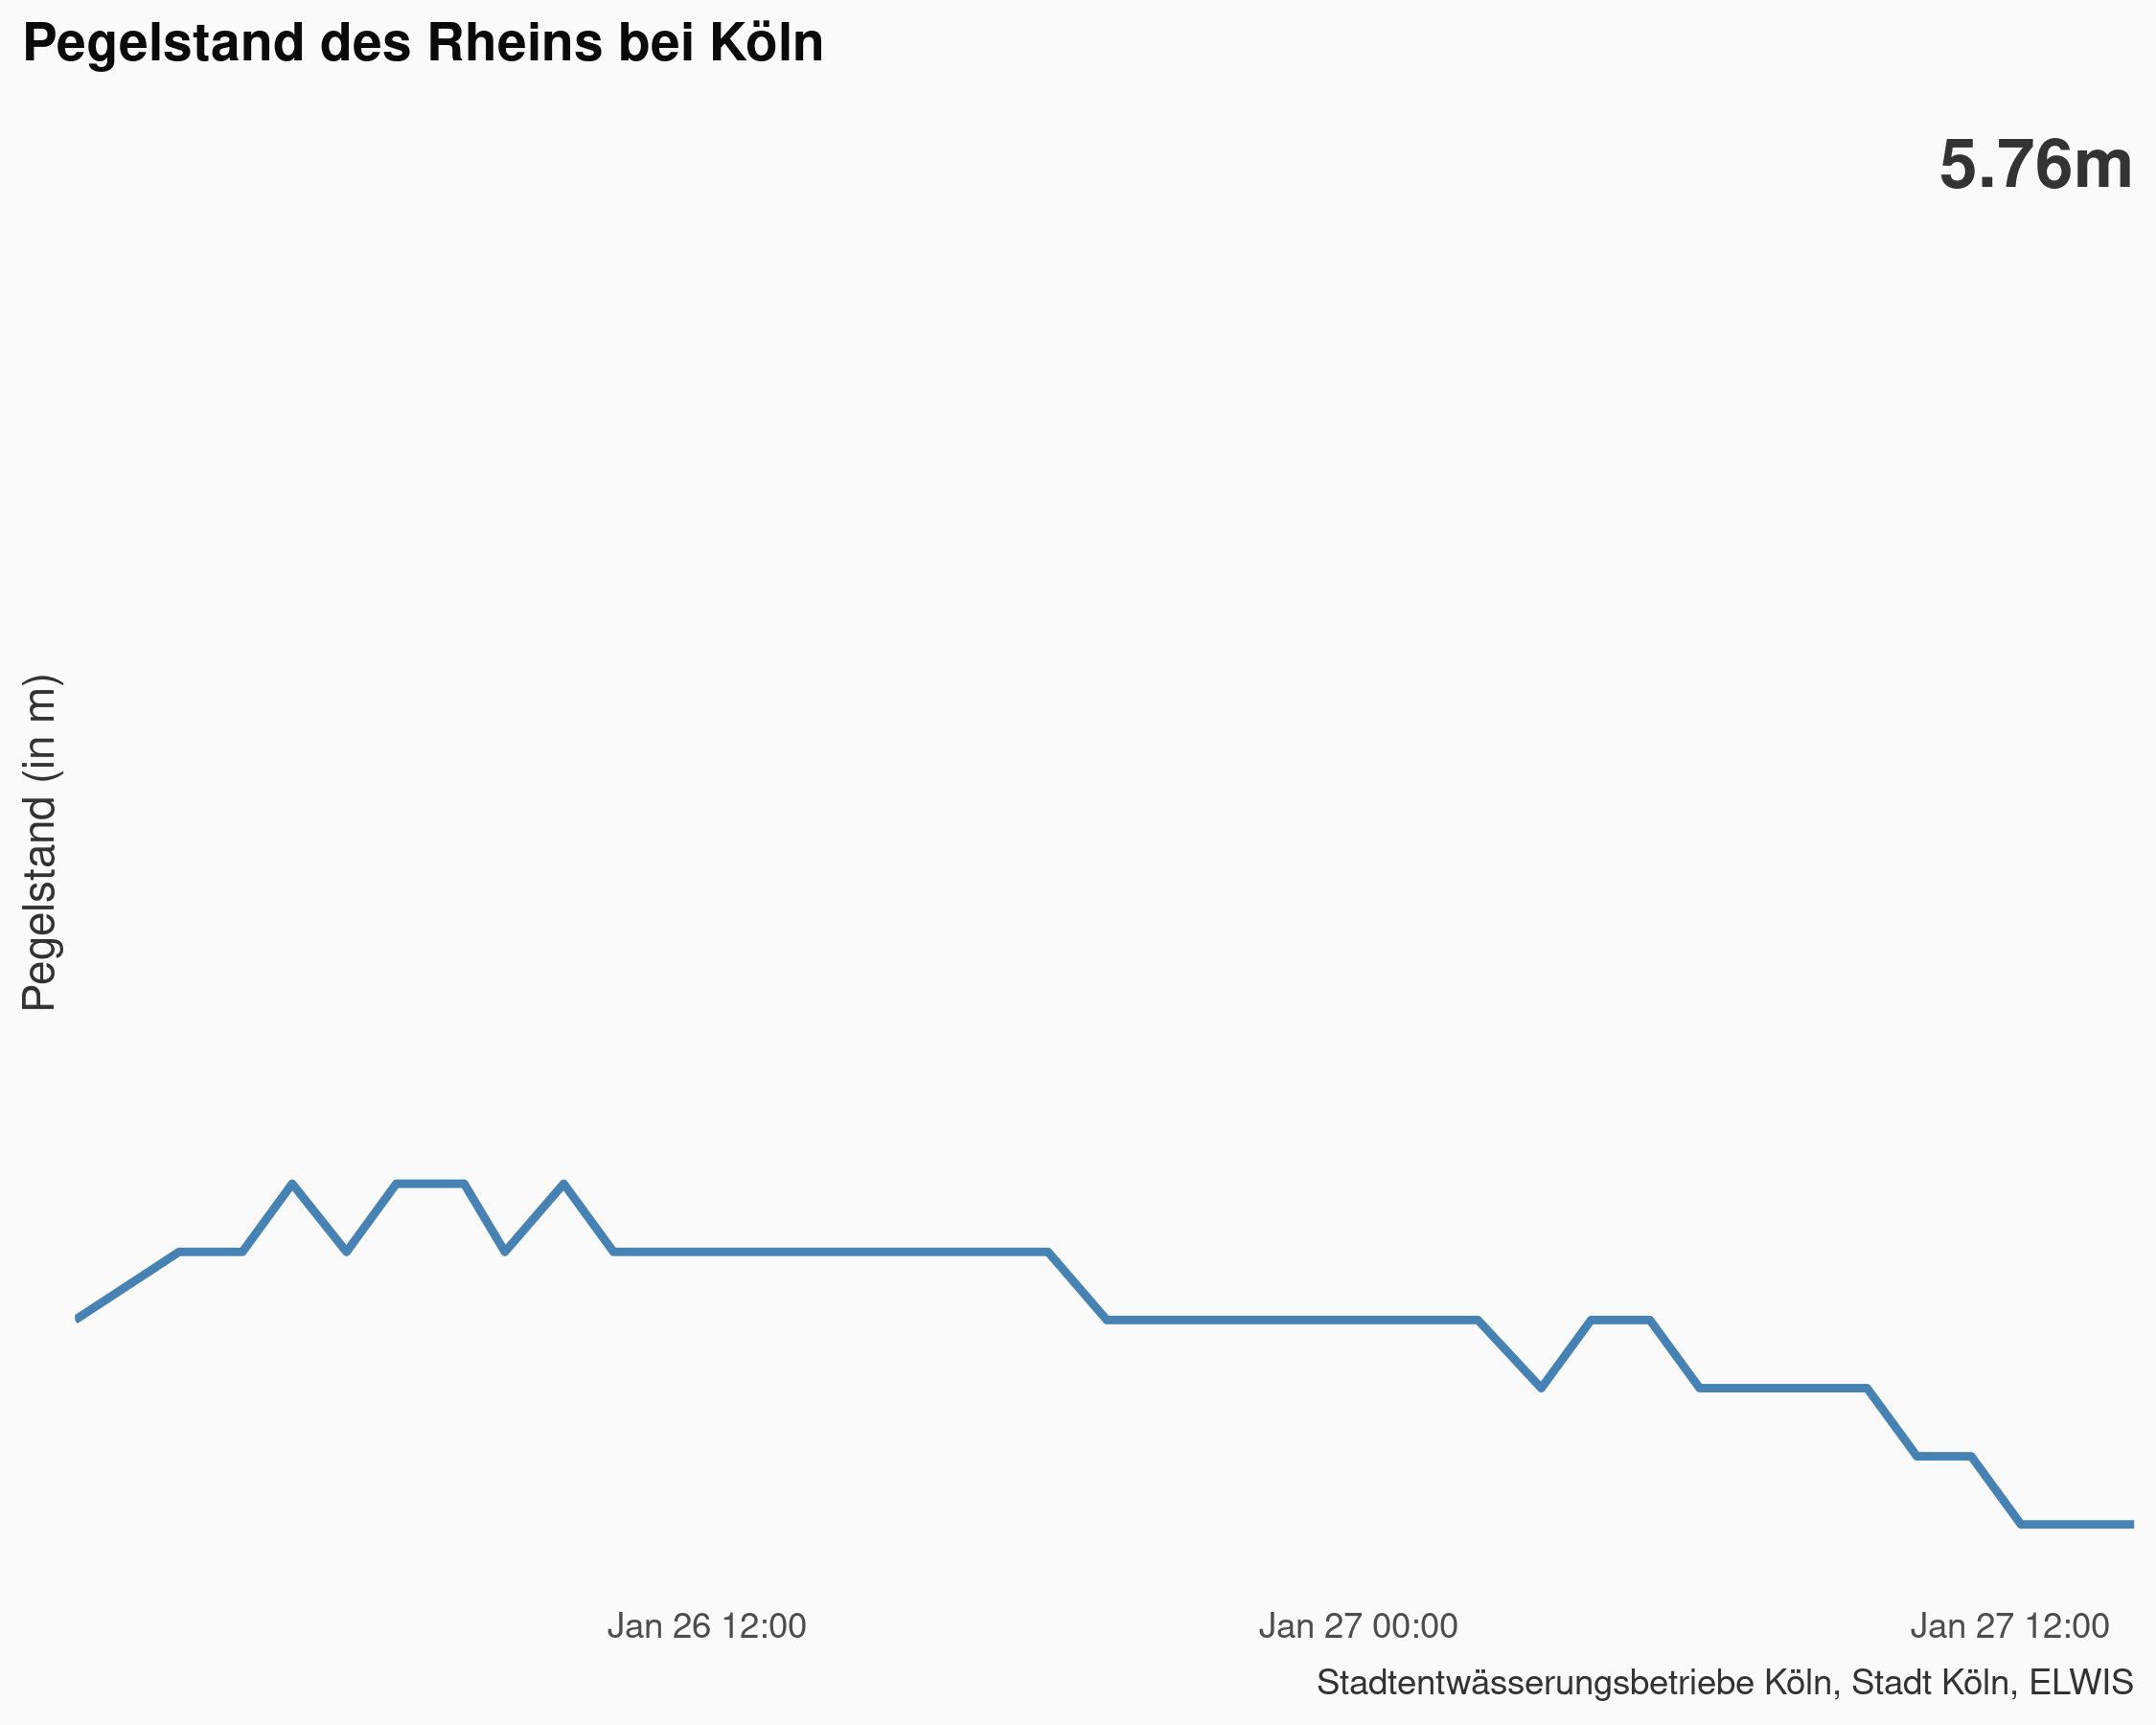 Pegelstand des Rheins bei Köln
5.76m
Pegelstand (in m)
Jan 26 12:00
Jan 27 00:00
Jan 27 12:00
Stadtentwässerungsbetriebe Köln, Stadt Köln, ELWIS